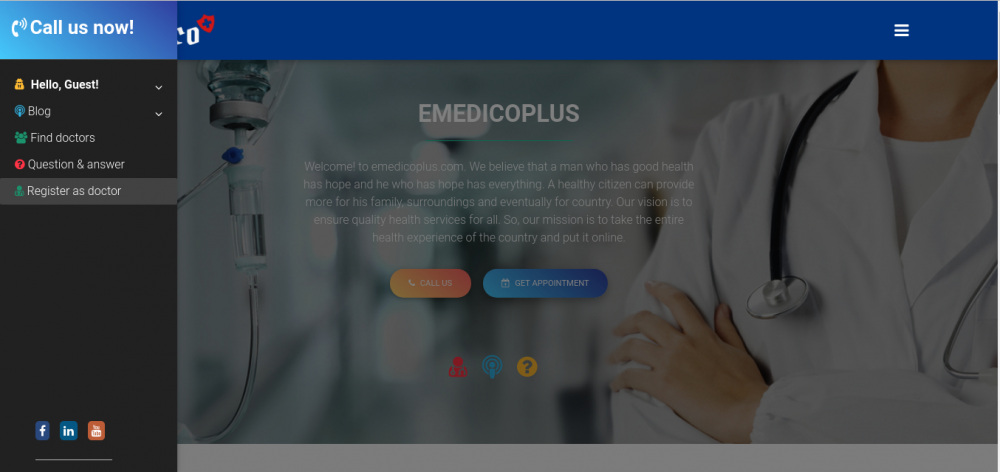 Call us now!
Hello, Guest!
Blog
Find doctors
Question & answer
Register as doctor
EMEDICOPLUS
Welcome! to emedicoplus.com. We believe that a man who has good health
has hope and he who has hope has everything. A healthy citizen can provide
more for his family, surroundings and eventually for country. Our vision is to
ensure quality health services for all. So, our mission is to take the entire
health experience of the country and put it online.
CALL US
GET APPOINTMENT